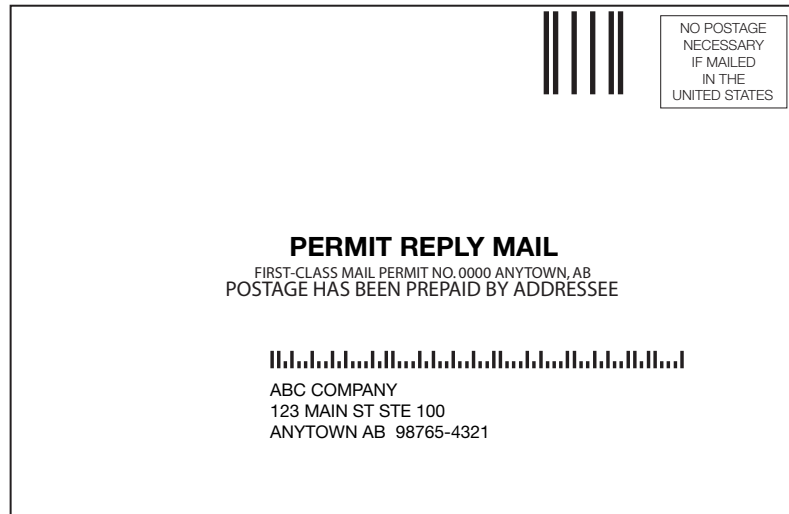 NO POSTAGE
NECESSARY
IF MAILED
IN THE
UNITED STATES
PERMIT REPLY MAIL
FIRST-CLASS MAIL PERMIT NO. 0000 ANYTOWN, AB
POSTAGE HAS BEEN PREPAID BY ADDRESSEE
ABC COMPANY
123 MAIN ST STE 100
ANYTOWN AB  98765-4321